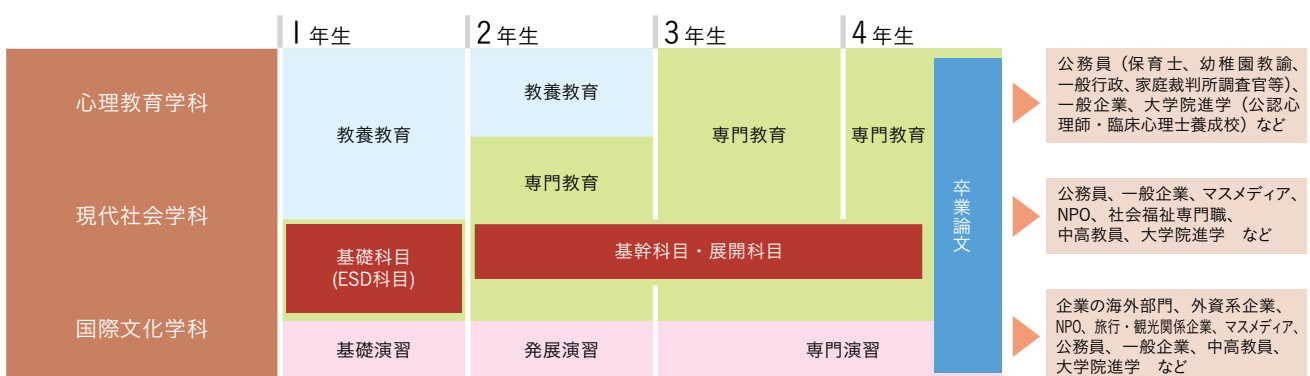 1年生
2年生
3年生
4年生
心理教育学科
現代社会学科
国際文化学科
教養教育
教養教育
専門教育
専門教育
専門教育
基礎科目
(ESD科目)
基幹科目・展開科目
基礎演習
発展演習
専門演習
卒業論文
公務員（保育士、幼稚園教諭、
一般行政、家庭裁判所調査官等）、
一般企業、大学院進学（公認心
理師・臨床心理士養成校）など
公務員、一般企業、マスメディア、
NPO、社会福祉専門職、
中高教員、大学院進学　など
企業の海外部門、外資系企業、
NPO、旅行・観光関係企業、マスメディア、
公務員、一般企業、中高教員、
大学院進学　など